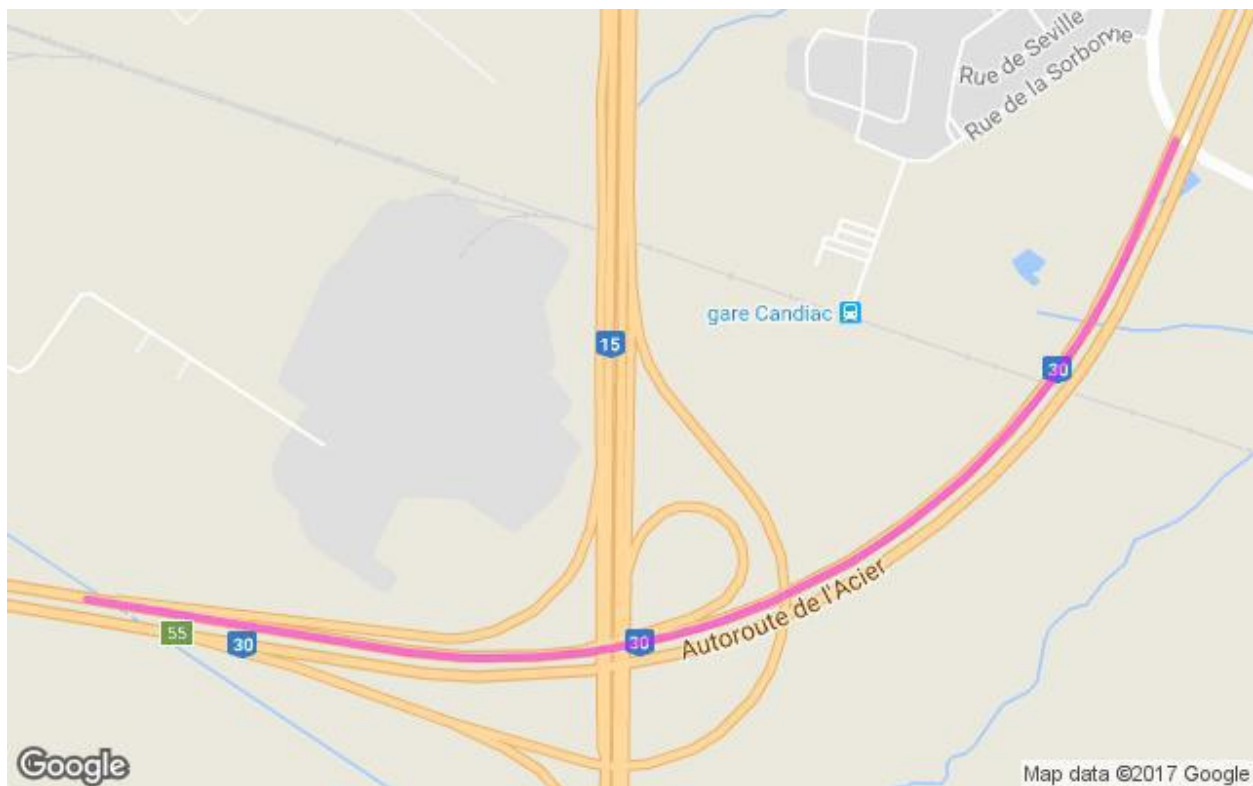 Rue de Seville
Rue de la Sorbonne
15
gare Candiac
30
Autoroute de l'Acier
55
30
30
Google
Map data ©2017 Google